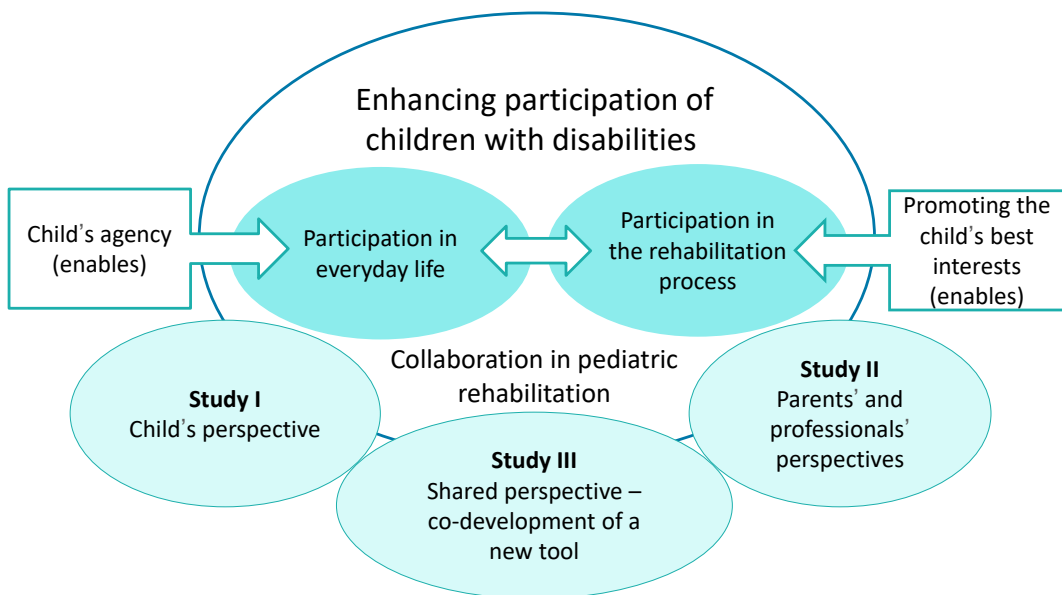 Enhancing participation of
children with disabilities
Child's agency
(enables)
Participation in
everyday life
Participation in
the rehabilitation
process
Promoting the
child's best
interests
(enables)
Collaboration in pediatric
rehabilitation
Study I
Child's perspective
Study III
Shared perspective –
co-development of a
new tool
Study II
Parents' and
professionals'
perspectives